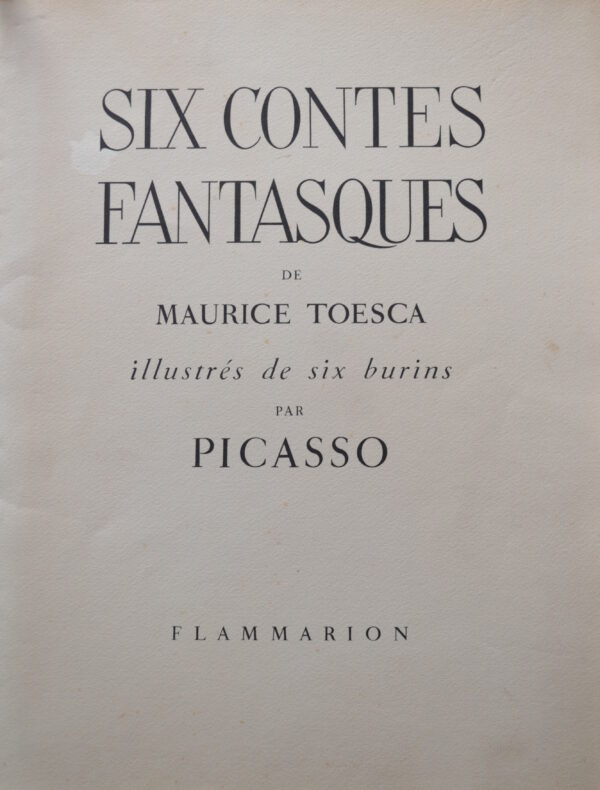 SIX CONTES
FANTASQUES
DE
MAURICE TOESCA
illustrés de six burins
PAR
PICASSO
FLAMMARION